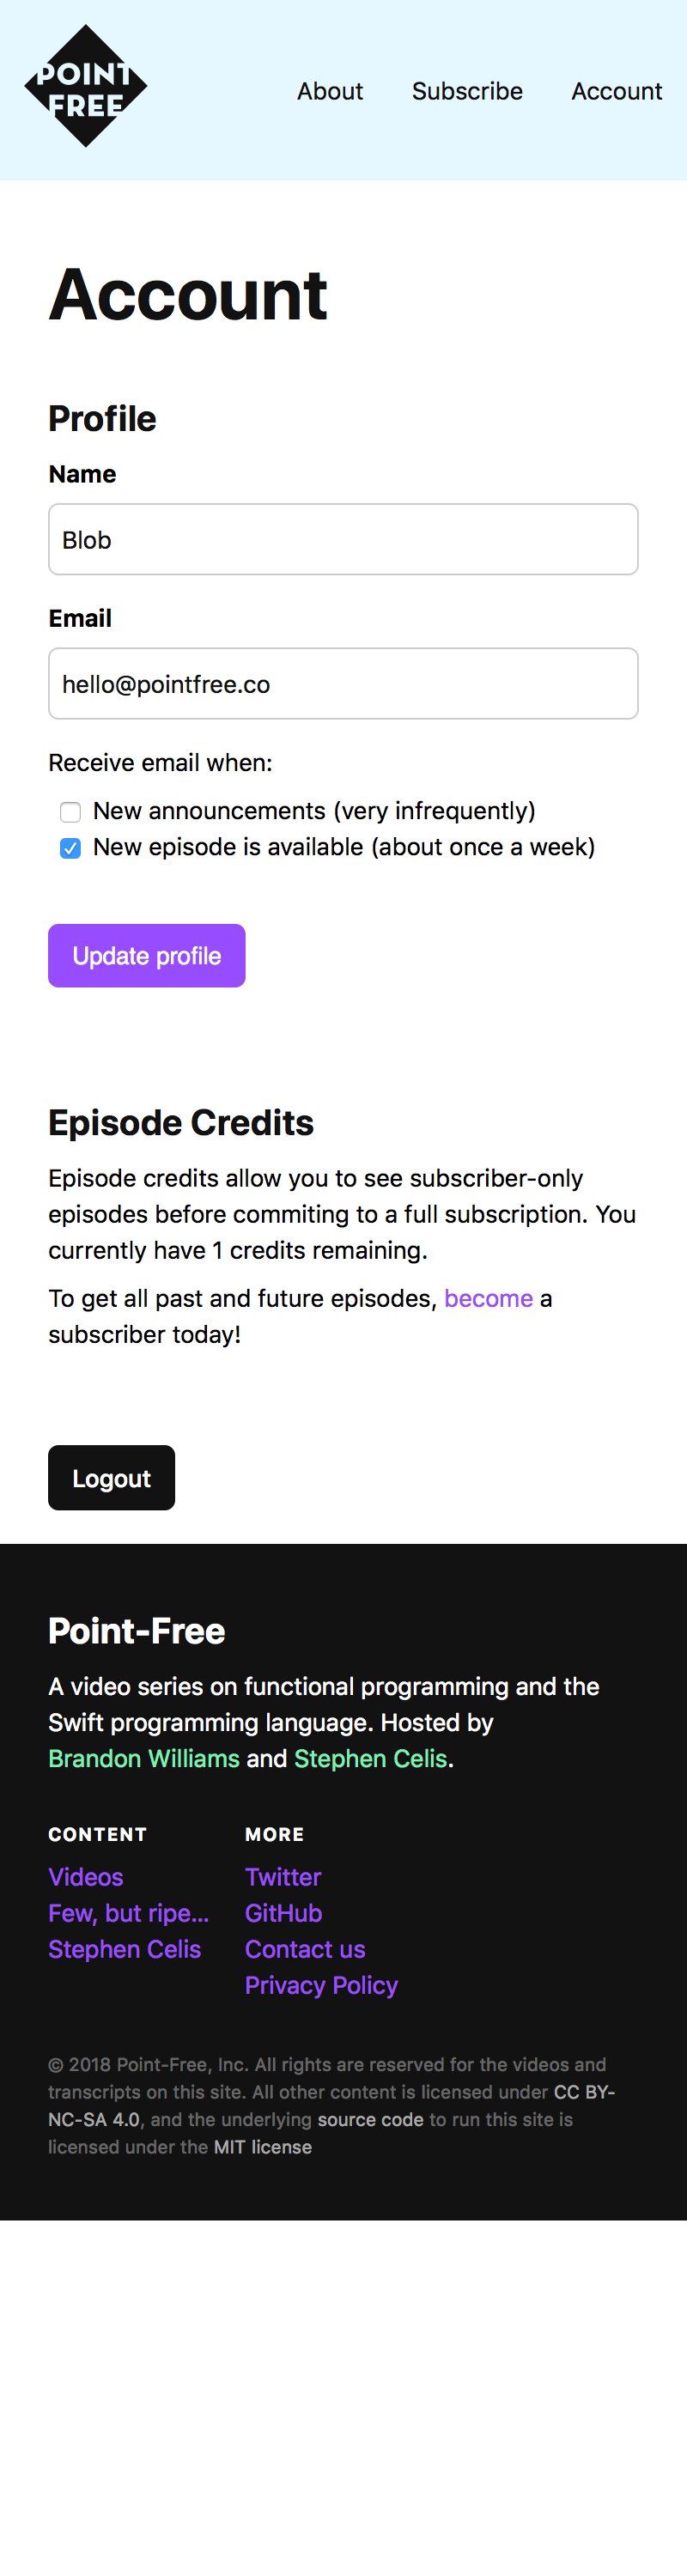 POINT
FREE
About Subscribe Account
Account
Profile
Name
Blob
Email
hello@pointfree.co
Receive email when:
New announcements (very infrequently)
New episode is available (about once a week)
Update profile
Episode Credits
Episode credits allow you to see subscriber-only
episodes before commiting to a full subscription. You
currently have 1 credits remaining.
To get all past and future episodes, become a
subscriber today!
Logout
Point-Free
A video series on functional programming and the
Swift programming language. Hosted by
Brandon Williams and Stephen Celis.
CONTENT
Videos
Few, but ripe...
Stephen Celis
MORE
Twitter
GitHub
Contact us
Privacy Policy
© 2018 Point-Free, Inc. All rights are reserved for the videos and
transcripts on this site. All other content is licensed under CC BY-
NC-SA 4.0, and the underlying source code to run this site is
licensed under the MIT license